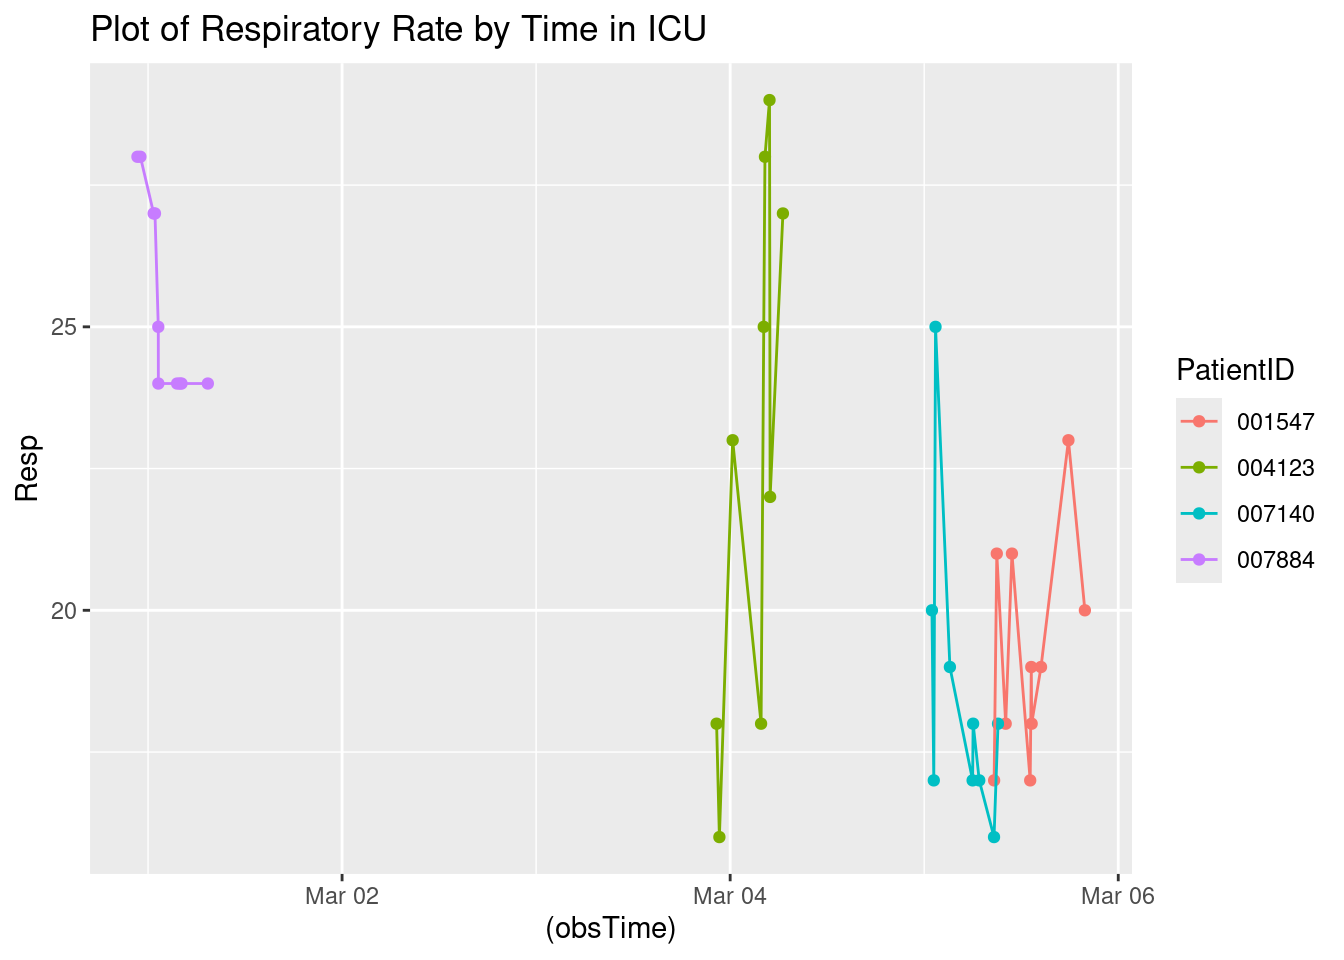 Plot of Respiratory Rate by Time in ICU
Resp
25
20
Mar 02
Mar 04
Mar 06
(obsTime)
PatientID
001547
004123
007140
007884